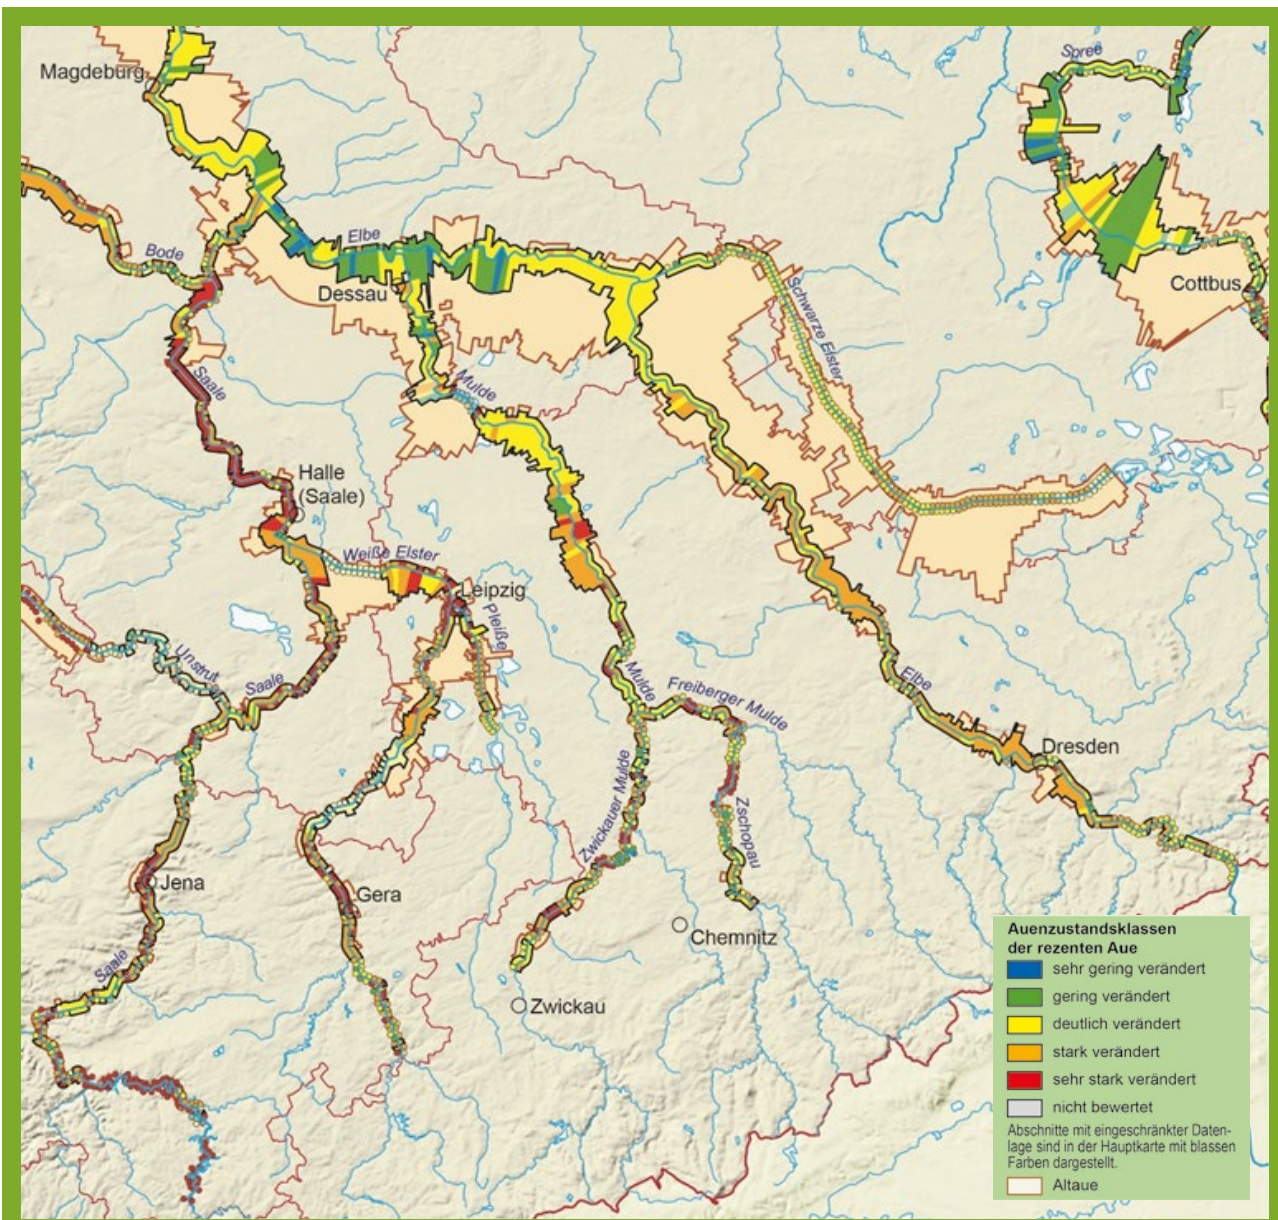 Spree
Magdeburg
Bode
Elbe
Dessau
Schwarze Elster
Cottbus
Saale
Mulde
Halle
(Saale)
Weiße Elster
Leipzig
Pleiße
Unstrut
Saale
Mulde
Freiberger Mulde
Elbe
Dresden
Zwickauer Mulde
Zschopau
Jena
Gera
Chemnitz
Saale
Zwickau
Auenzustandsklassen
der rezenten Aue
sehr gering verändert
gering verändert
deutlich verändert
stark verändert
sehr stark verändert
nicht bewertet
Abschnitte mit eingeschränkter Daten-
lage sind in der Hauptkarte mit blassen
Farben dargestellt.
Altaue